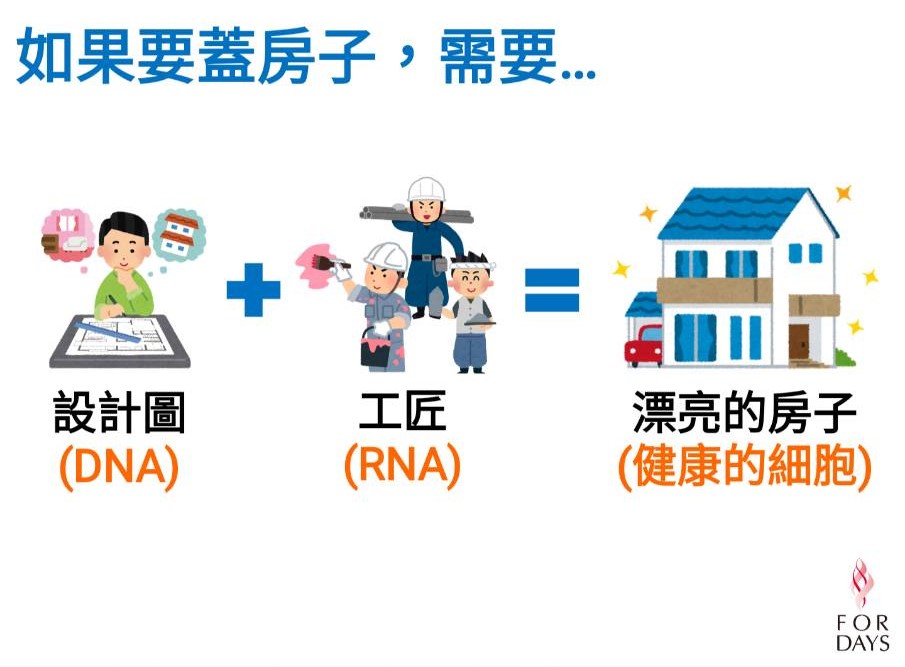 如果要蓋房子，需要...
設計圖
(DNA)
工匠
(RNA)
漂亮的房子
(健康的細胞)
FOR
DAYS